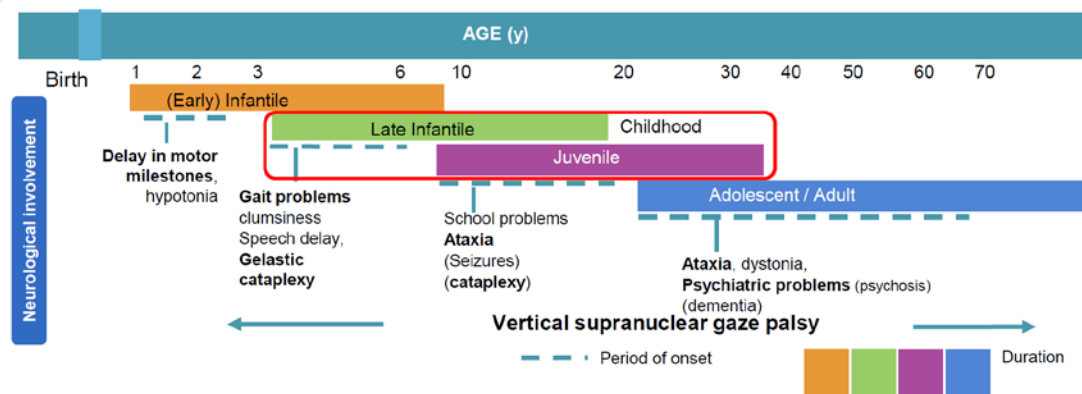 AGE (y)
Birth 1 2 3 6 10 20 30 40 50 60 70
Neurological involvement
(Early) Infantile
Late Infantile Childhood
Juvenile
Adolescent / Adult
Delay in motor
milestones,
hypotonia
Gait problems
clumsiness
Speech delay,
Gelastic
cataplexy
School problems
Ataxia
(Seizures)
(cataplexy)
Ataxia, dystonia,
Psychiatric problems (psychosis)
(dementia)
Vertical supranuclear gaze palsy
Period of onset
Duration